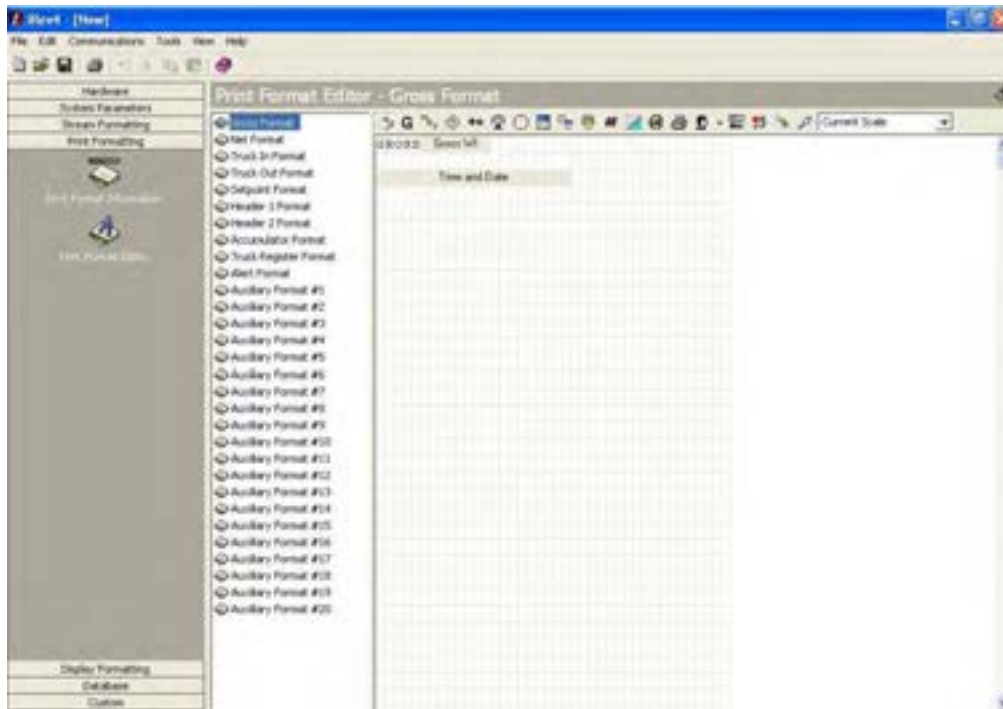 [New]
File Edit Communications Tools View Help
Hardware
System Parameters
Stream Formatting
Print Formatting
Print Format Information
Print Format Editor
Print Format Editor - Gross Format
Current Scale
Gross Format
Net Format
Truck In Format
Truck Out Format
Setpoint Format
Header 1 Format
Header 2 Format
Accumulator Format
Truck Register Format
Alert Format
Auxiliary Format #1
Auxiliary Format #2
Auxiliary Format #3
Auxiliary Format #4
Auxiliary Format #5
Auxiliary Format #6
Auxiliary Format #7
Auxiliary Format #8
Auxiliary Format #9
Auxiliary Format #10
Auxiliary Format #11
Auxiliary Format #12
Auxiliary Format #13
Auxiliary Format #14
Auxiliary Format #15
Auxiliary Format #16
Auxiliary Format #17
Auxiliary Format #18
Auxiliary Format #19
Auxiliary Format #20
Gross Wt
Time and Date
Display Formatting
Database
Custom